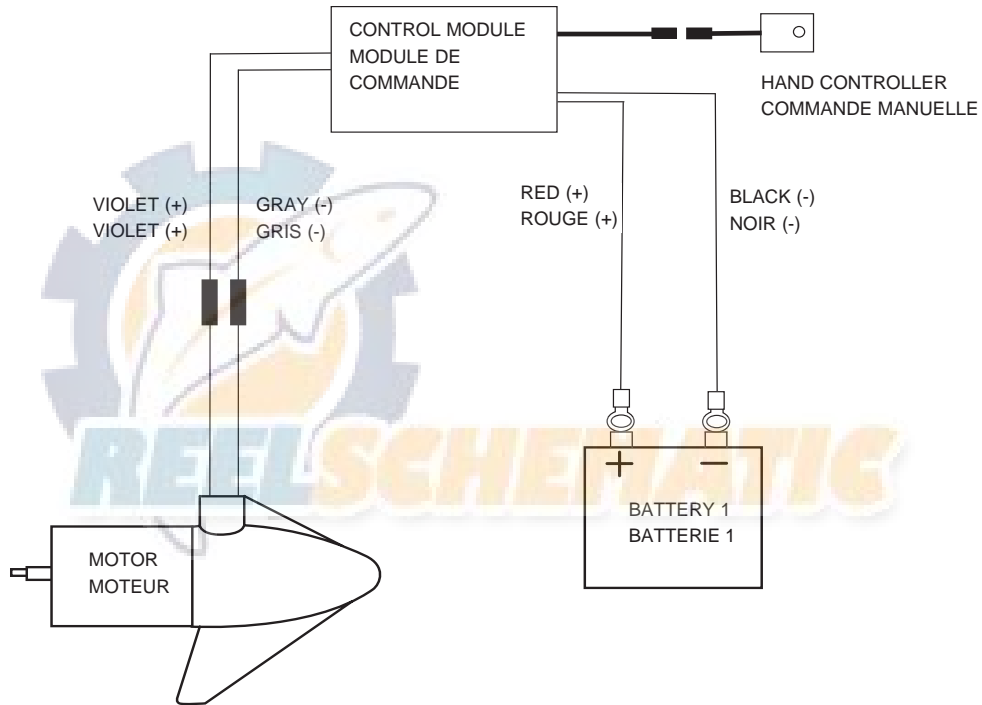 CONTROL MODULE
MODULE DE
COMMANDE
HAND CONTROLLER
COMMANDE MANUELLE
VIOLET (+)
VIOLET (+)
GRAY (-)
GRIS (-)
RED (+)
ROUGE (+)
BLACK (-)
NOIR (-)
REELSCHEMATIC
+ −
BATTERY 1
BATTERIE 1
MOTOR
MOTEUR